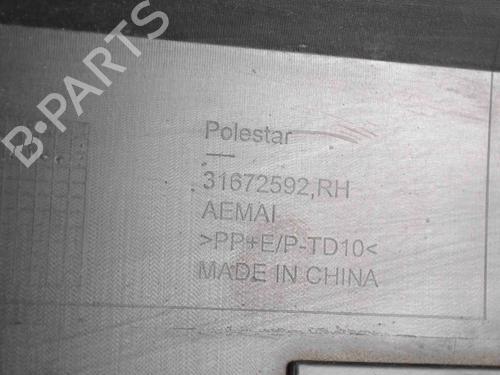 B-PARTS
Polestar
31672592,RH
AEMAI
>PP+E/P-TD10<
MADE IN CHINA